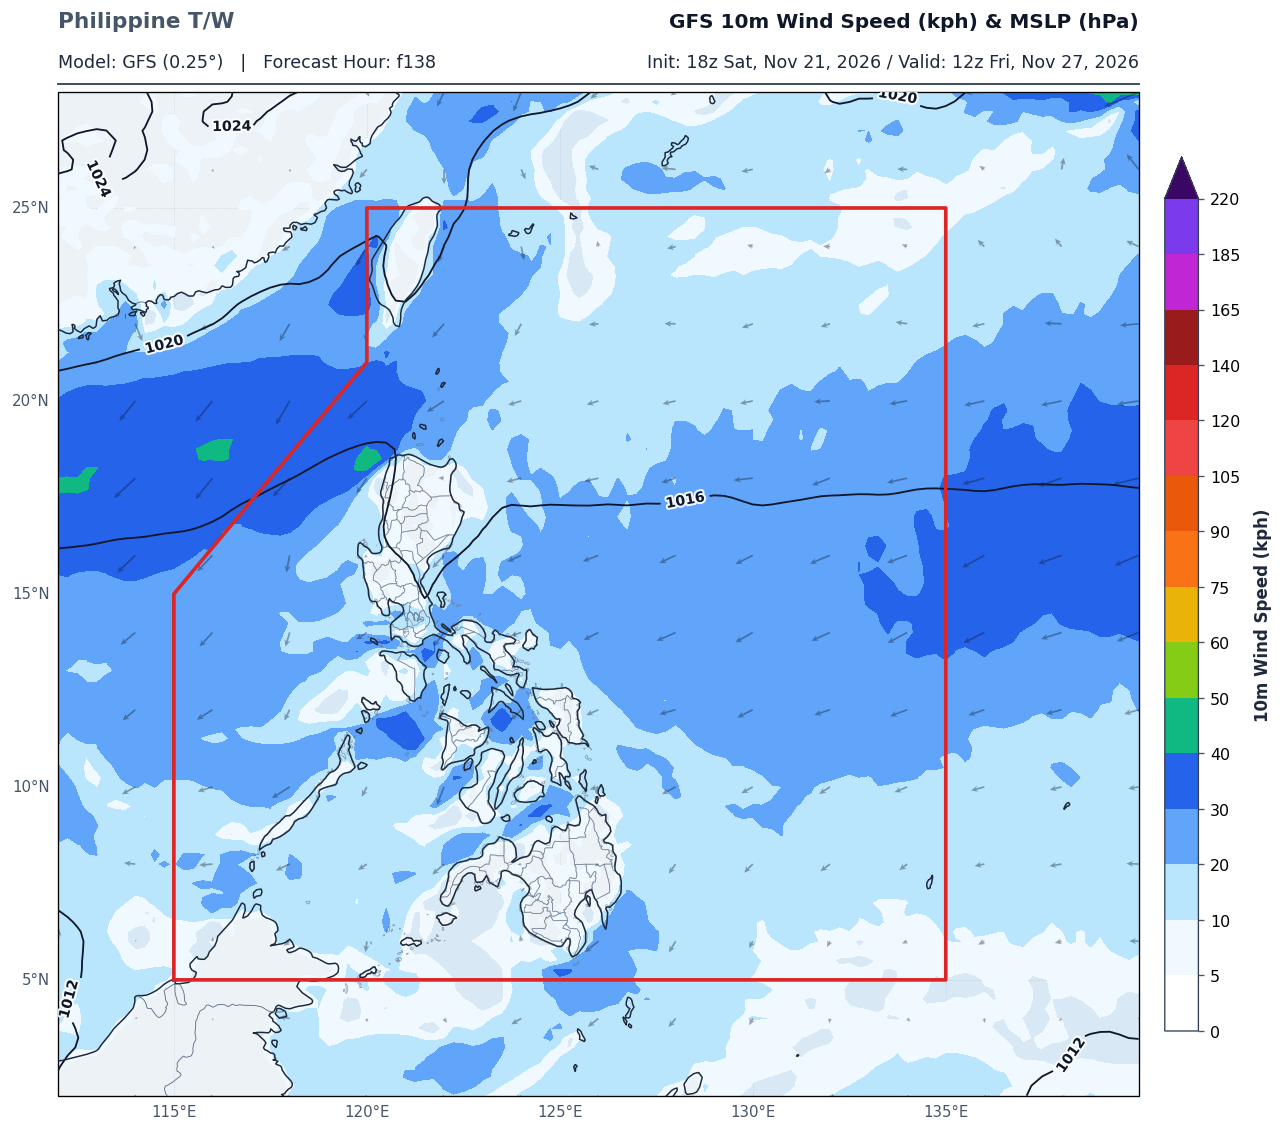 Philippine T/W
GFS 10m Wind Speed (kph) & MSLP (hPa)
Model: GFS (0.25°)   |   Forecast Hour: f138
Init: 18z Sat, Nov 21, 2026 / Valid: 12z Fri, Nov 27, 2026
1020
1024
1024
25°N
1020
20°N
1016
15°N
10°N
5°N
1012
1012
115°E
120°E
125°E
130°E
135°E
220
185
165
140
120
105
90
75
60
50
40
30
20
10
5
0
10m Wind Speed (kph)